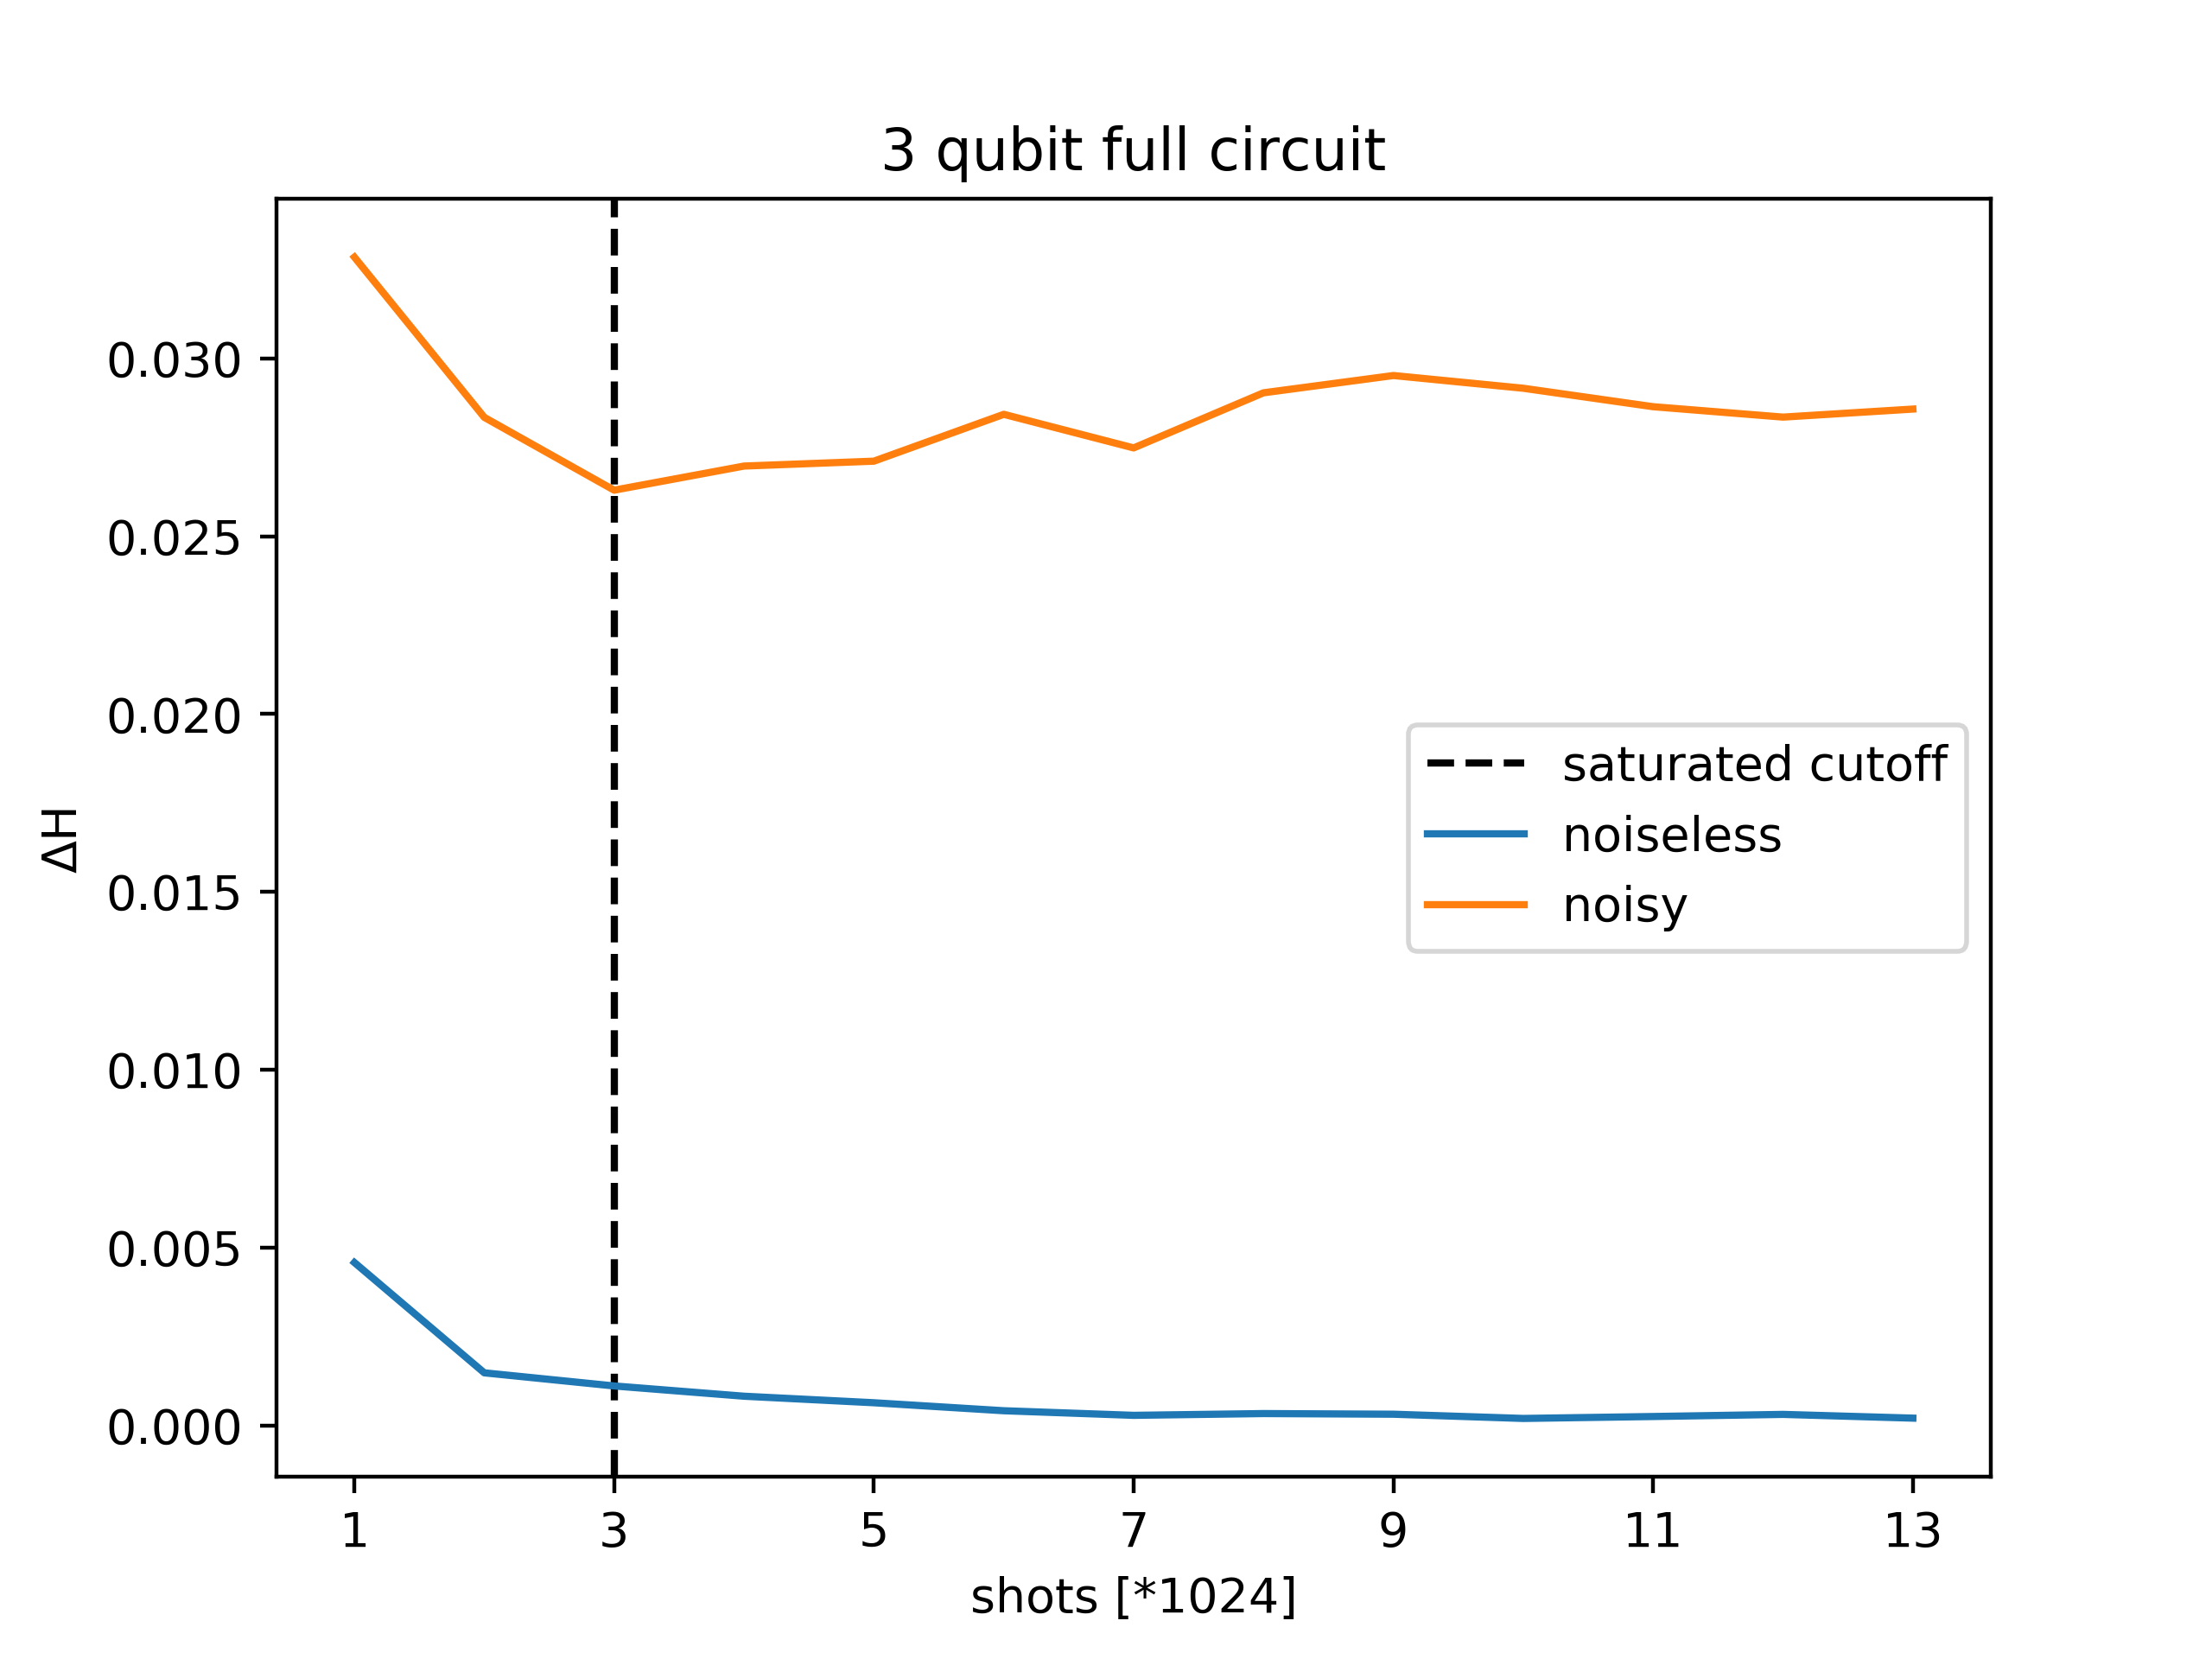 3 qubit full circuit
0.030
0.025
0.020
0.015
0.010
0.005
0.000
ΔH
saturated cutoff
noiseless
noisy
1 3 5 7 9 11 13
shots [*1024]